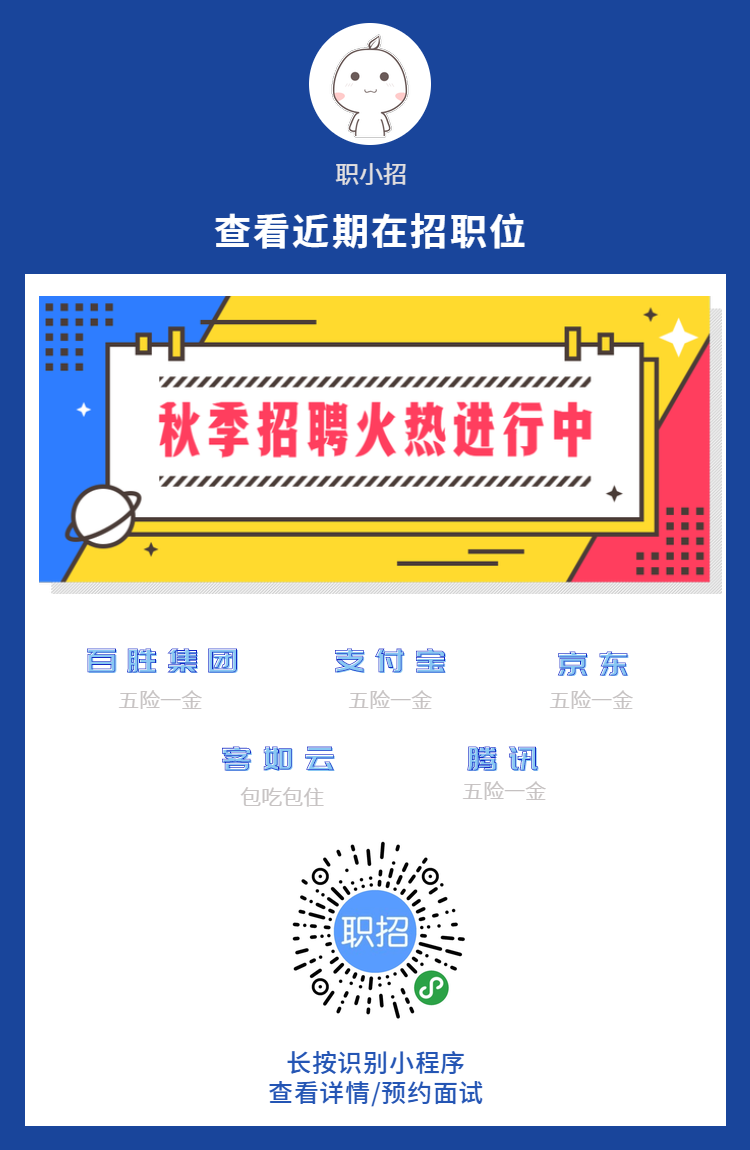 职小招
查看近期在招职位
秋季招聘火热进行中
百胜集团 支付宝 京东
五险一金 五险一金 五险一金
客如云 腾讯
包吃包住 五险一金
职招
长按识别小程序
查看详情/预约面试